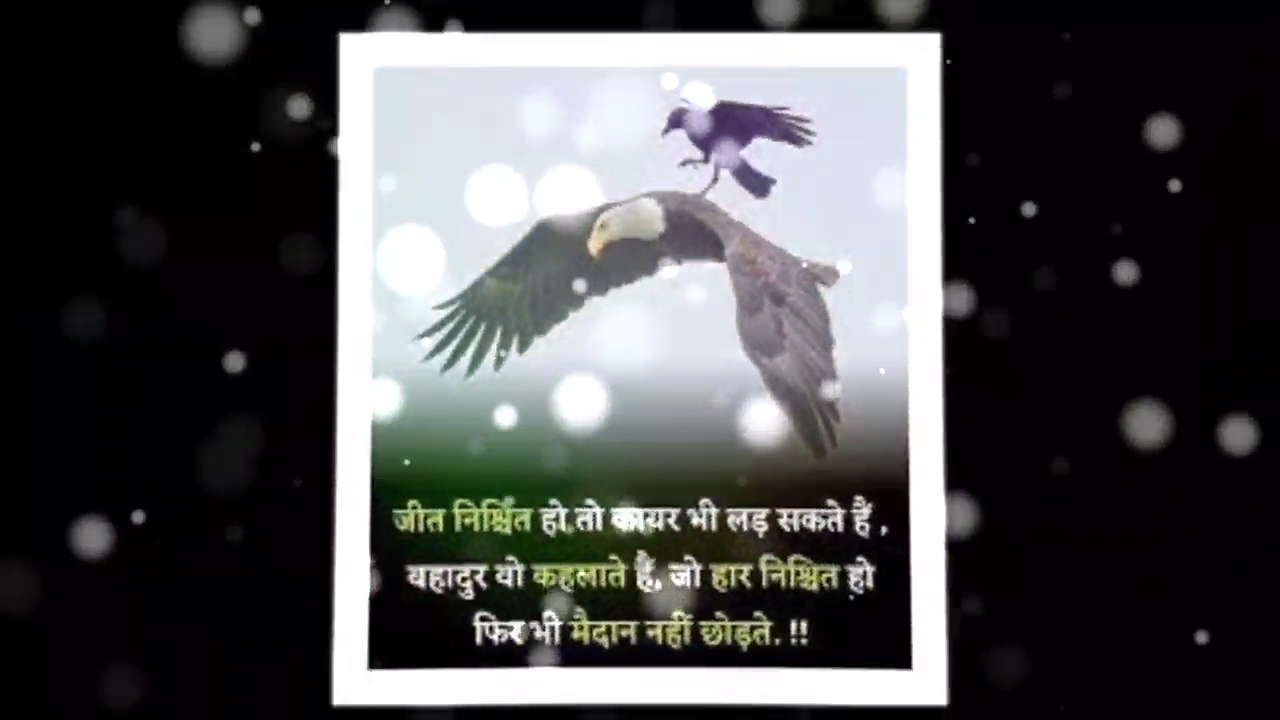 जीत निश्चिंत हो तो कायर भी लड़ सकते हैं ,
बहादुर वो कहलाते हैं, जो हार निश्चित हो
फिर भी मैदान नहीं छोड़ते. !!